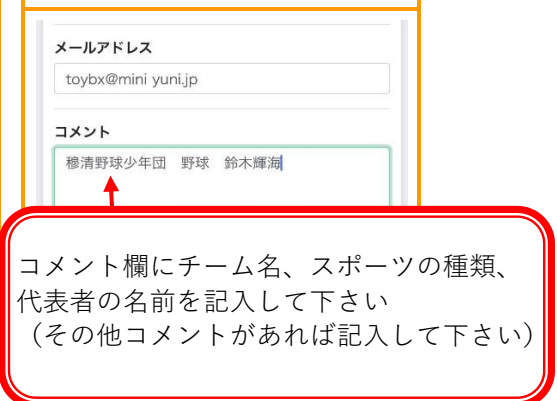 メールアドレス
toybx@mini yuni.jp
コメント
穆清野球少年団　野球　鈴木輝海
コメント欄にチーム名、スポーツの種類、
代表者の名前を記入して下さい
（その他コメントがあれば記入して下さい）